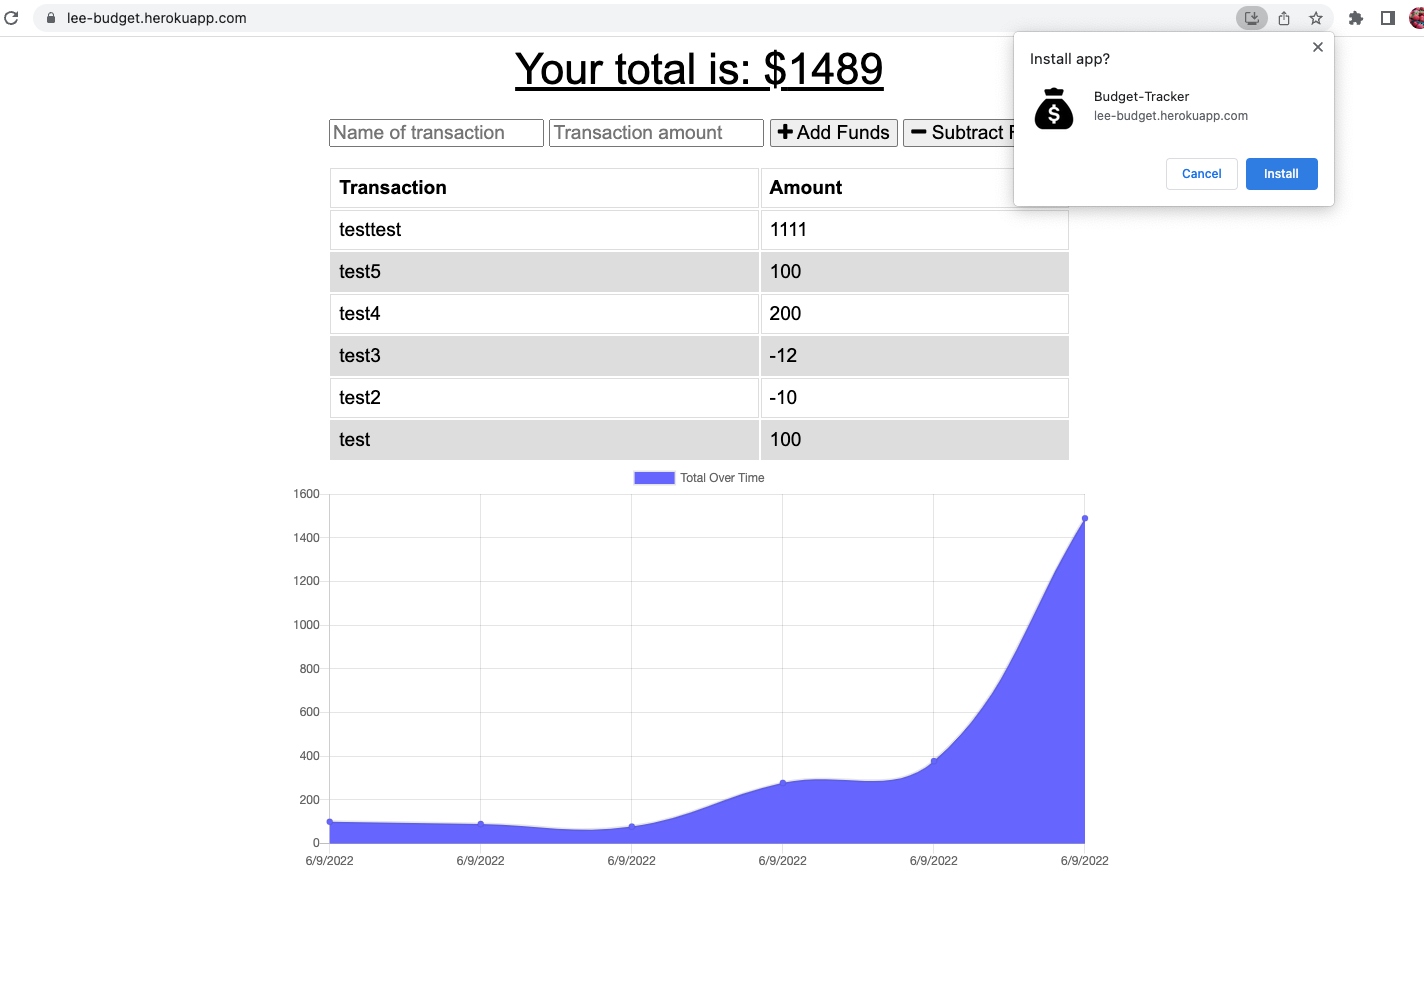 lee-budget.herokuapp.com
Your total is: $1489
Install app?
$
Budget-Tracker
lee-budget.herokuapp.com
Cancel Install
Name of transaction Transaction amount Add Funds Subtract F
Transaction Amount
testtest 1111
test5 100
test4 200
test3 -12
test2 -10
test 100
Total Over Time
1600
1400
1200
1000
800
600
400
200
0
6/9/2022 6/9/2022 6/9/2022 6/9/2022 6/9/2022 6/9/2022